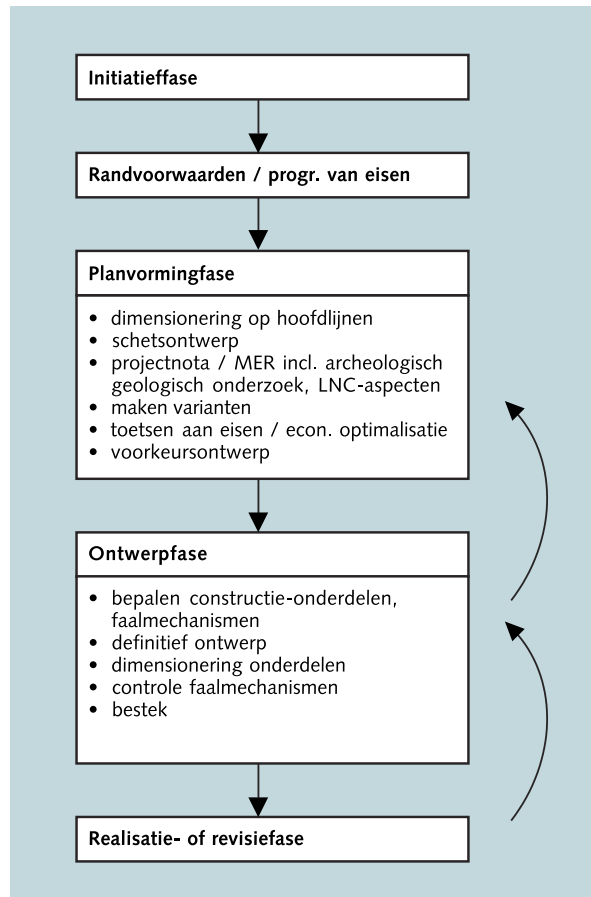 Initiatieffase
Randvoorwaarden / progr. van eisen
Planvormingfase
• dimensionering op hoofdlijnen
• schetsontwerp
• projectnota / MER incl. archeologisch
geologisch onderzoek, LNC-aspecten
• maken varianten
• toetsen aan eisen / econ. optimalisatie
• voorkeursontwerp
Ontwerpfase
• bepalen constructie-onderdelen,
faalmechanismen
• definitief ontwerp
• dimensionering onderdelen
• controle faalmechanismen
• bestek
Realisatie- of revisiefase